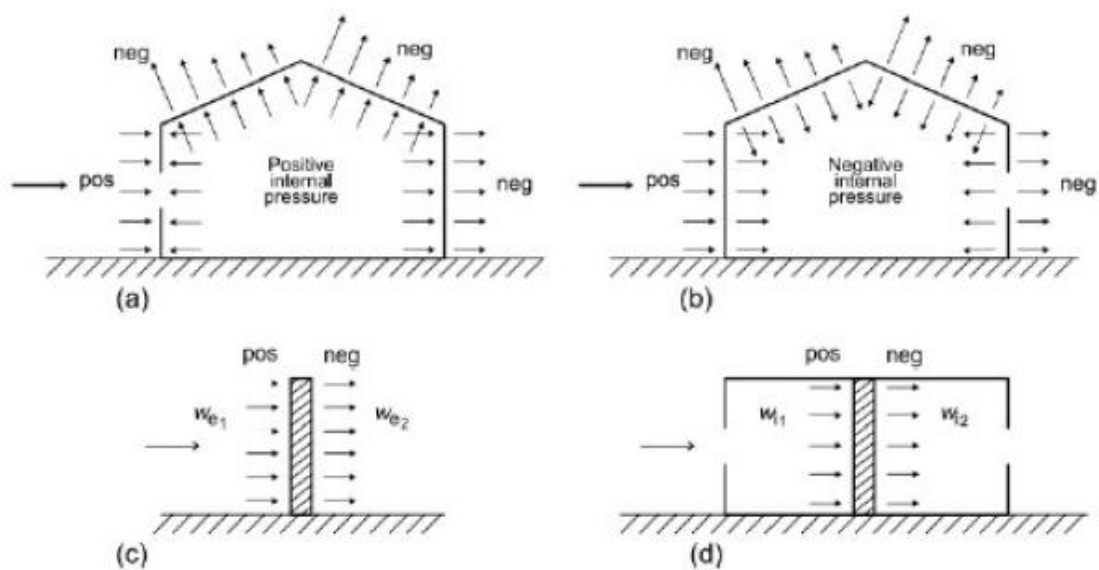 neg
neg
neg
neg
pos
Positive
internal
pressure
neg
pos
Negative
internal
pressure
neg
(a)
(b)
pos
neg
pos
neg
we1
we2
wi1
wi2
(c)
(d)